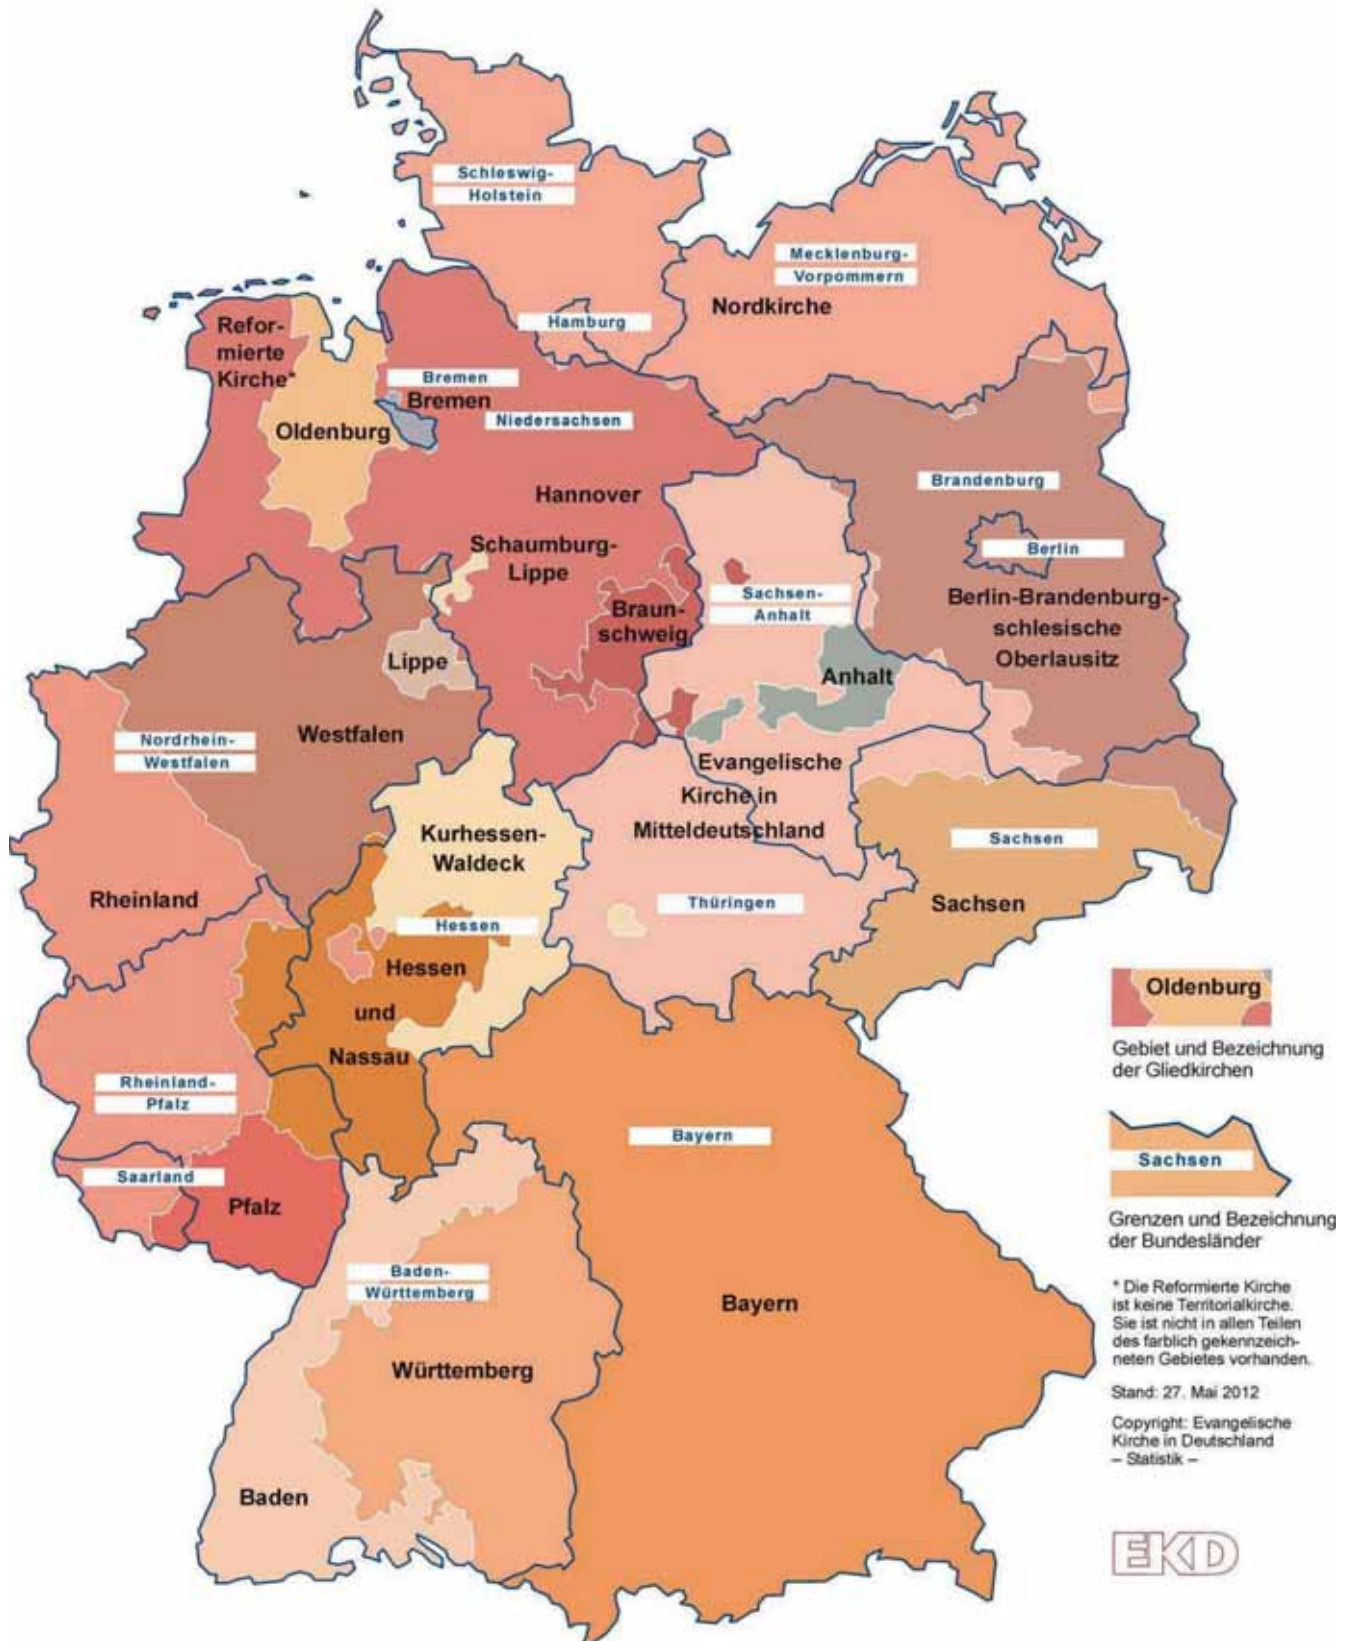 Schleswig-
Holstein
Mecklenburg-
Vorpommern
Nordkirche
Hamburg
Refor-
mierte
Kirche*
Bremen
Bremen
Niedersachsen
Oldenburg
Brandenburg
Hannover
Schaumburg-
Lippe
Berlin
Sachsen-
Anhalt
Berlin-Brandenburg-
schlesische
Oberlausitz
Braun-
schweig
Lippe
Anhalt
Westfalen
Nordrhein-
Westfalen
Evangelische
Kirche in
Mitteldeutschland
Kurhessen-
Waldeck
Sachsen
Rheinland
Thüringen
Sachsen
Hessen
Hessen
und
Nassau
Rheinland-
Pfalz
Bayern
Saarland
Pfalz
Baden-
Württemberg
Bayern
Württemberg
Baden
Oldenburg
Gebiet und Bezeichnung
der Gliedkirchen
Sachsen
Grenzen und Bezeichnung
der Bundesländer
* Die Reformierte Kirche
ist keine Territorialkirche.
Sie ist nicht in allen Teilen
des farblich gekennzeich-
neten Gebietes vorhanden.
Stand: 27. Mai 2012
Copyright: Evangelische
Kirche in Deutschland
– Statistik –
EKD